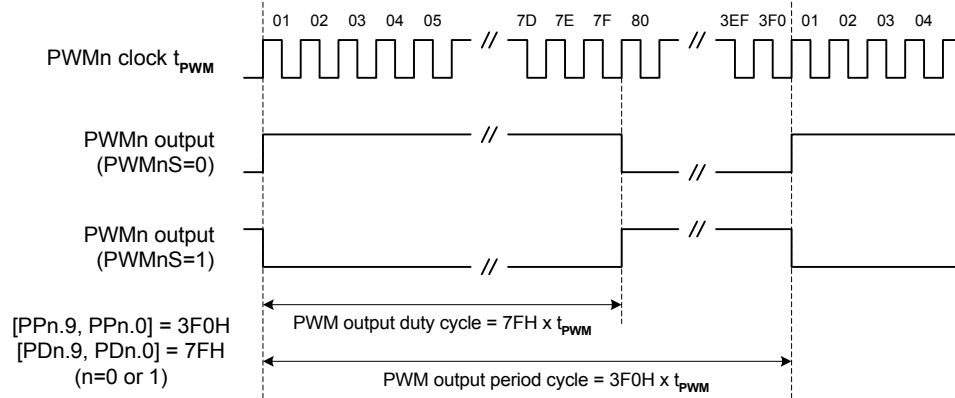 01 02 03 04 05 // 7D 7E 7F 80 // 3EF 3F0 01 02 03 04
PWMn clock tPWM
PWMn output
(PWMnS=0)
// //
PWMn output
(PWMnS=1)
// //
PWM output duty cycle = 7FH x tPWM
[PPn.9, PPn.0] = 3F0H
[PDn.9, PDn.0] = 7FH
(n=0 or 1)
PWM output period cycle = 3F0H x tPWM